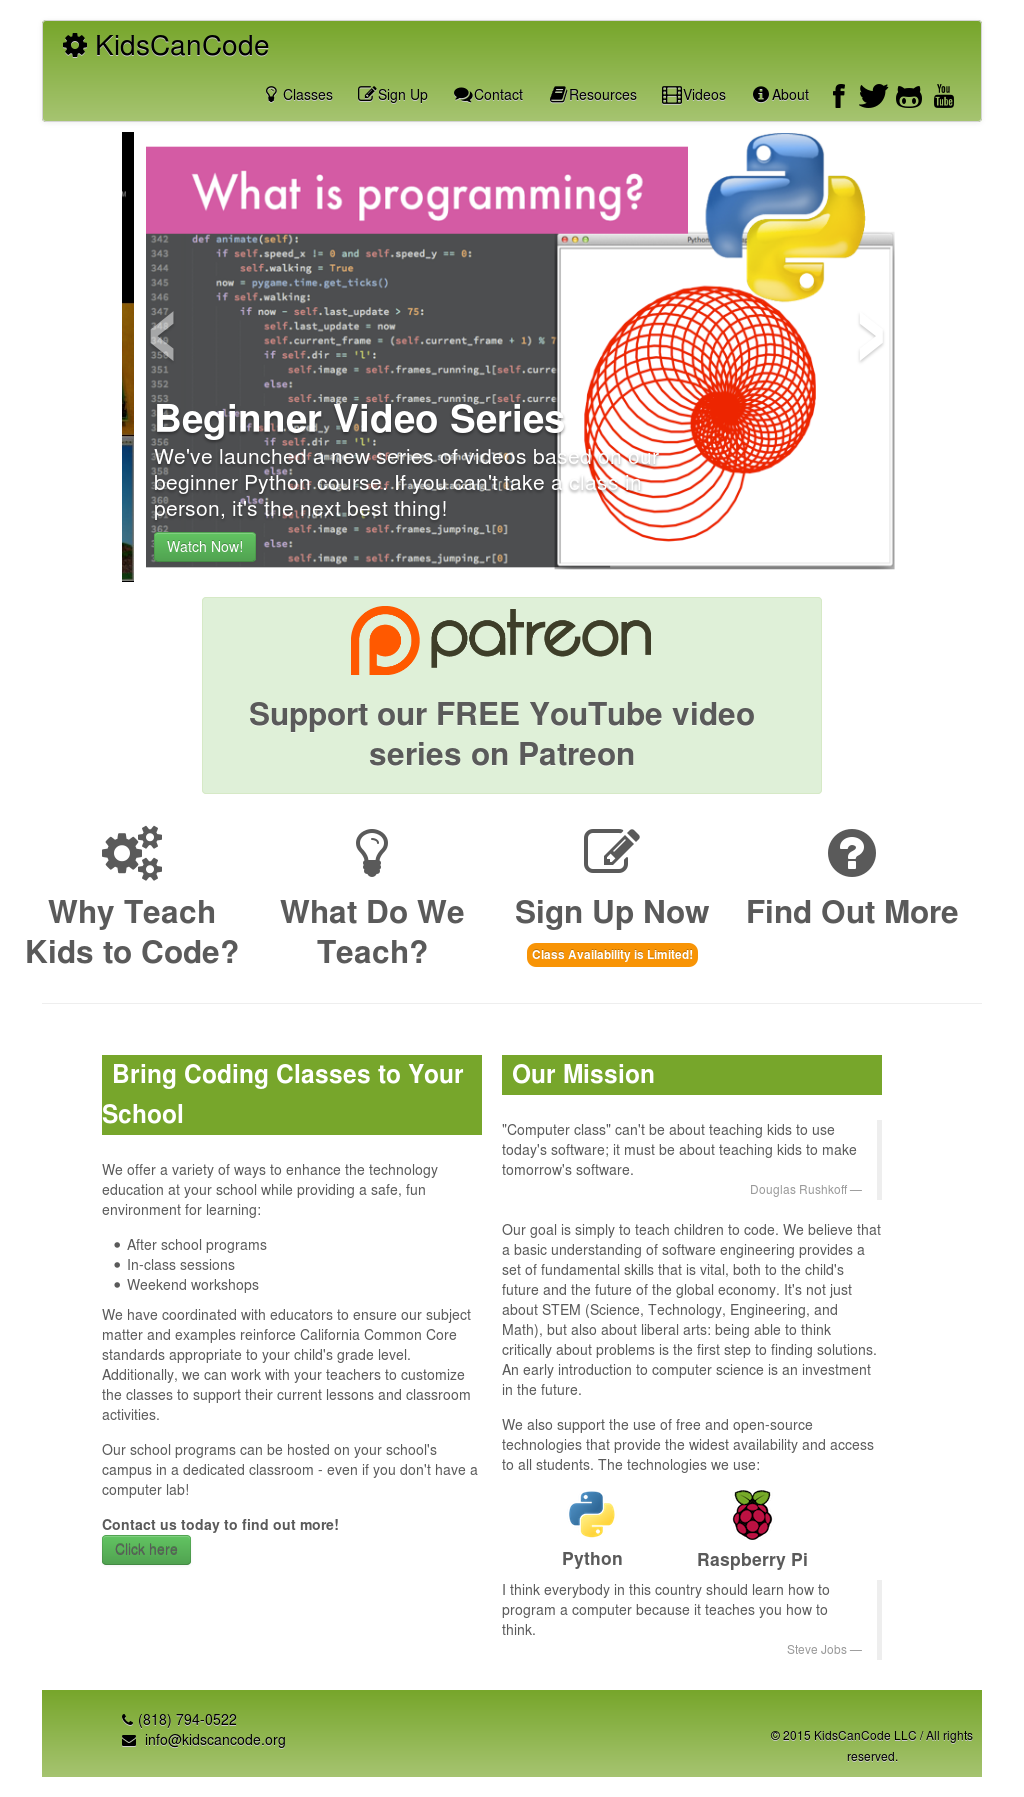 KidsCanCode
Classes Sign Up Contact Resources Videos About You Tube
What is programming?
342 def animate(self):
343 if self.speed_x != 0 and self.speed_y == 0:
344 self.walking = True
345 now = pygame.time.get_ticks()
346 if self.walking:
347 if now - self.last_update > 75:
self.last_update = now
self.current_frame = (self.current_frame + 1) % 7
350 if self.dir == 'l':
351 self.image = self.frames_running_l[self.curre
352 else:
353 self.image = self.frames_running_r[self.curre
Beginner Video Series
We've launched a new series of videos based on our
beginner Python course. If you can't take a class in
person, it's the next best thing!
362 self.image = self.frames_jumping_l[0]
else:
self.image = self.frames_jumping_r[0]
Watch Now!
patreon
Support our FREE YouTube video
series on Patreon
Why Teach
Kids to Code?
What Do We
Teach?
Sign Up Now
Class Availability is Limited!
Find Out More
Bring Coding Classes to Your
School
We offer a variety of ways to enhance the technology
education at your school while providing a safe, fun
environment for learning:
• After school programs
• In-class sessions
• Weekend workshops
We have coordinated with educators to ensure our subject
matter and examples reinforce California Common Core
standards appropriate to your child's grade level.
Additionally, we can work with your teachers to customize
the classes to support their current lessons and classroom
activities.
Our school programs can be hosted on your school's
campus in a dedicated classroom - even if you don't have a
computer lab!
Contact us today to find out more!
Click here
Our Mission
"Computer class" can't be about teaching kids to use
today's software; it must be about teaching kids to make
tomorrow's software.
Douglas Rushkoff —
Our goal is simply to teach children to code. We believe that
a basic understanding of software engineering provides a
set of fundamental skills that is vital, both to the child's
future and the future of the global economy. It's not just
about STEM (Science, Technology, Engineering, and
Math), but also about liberal arts: being able to think
critically about problems is the first step to finding solutions.
An early introduction to computer science is an investment
in the future.
We also support the use of free and open-source
technologies that provide the widest availability and access
to all students. The technologies we use:
Python Raspberry Pi
I think everybody in this country should learn how to
program a computer because it teaches you how to
think.
Steve Jobs —
(818) 794-0522
info@kidscancode.org
© 2015 KidsCanCode LLC / All rights
reserved.